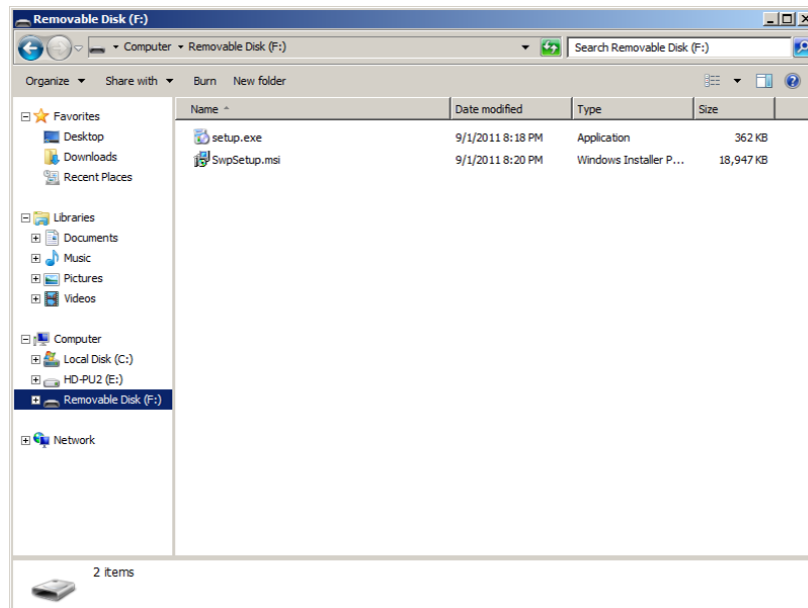 Removable Disk (F:)
Computer Removable Disk (F:) Search Removable Disk (F:)
Organize Share with Burn New folder
Name Date modified Type Size
Favorites
Desktop
Downloads
Recent Places
Libraries
Documents
Music
Pictures
Videos
Computer
Local Disk (C:)
HD-PU2 (E:)
Removable Disk (F:)
Network
setup.exe 9/1/2011 8:18 PM Application 362 KB
SwpSetup.msi 9/1/2011 8:20 PM Windows Installer P... 18,947 KB
2 items